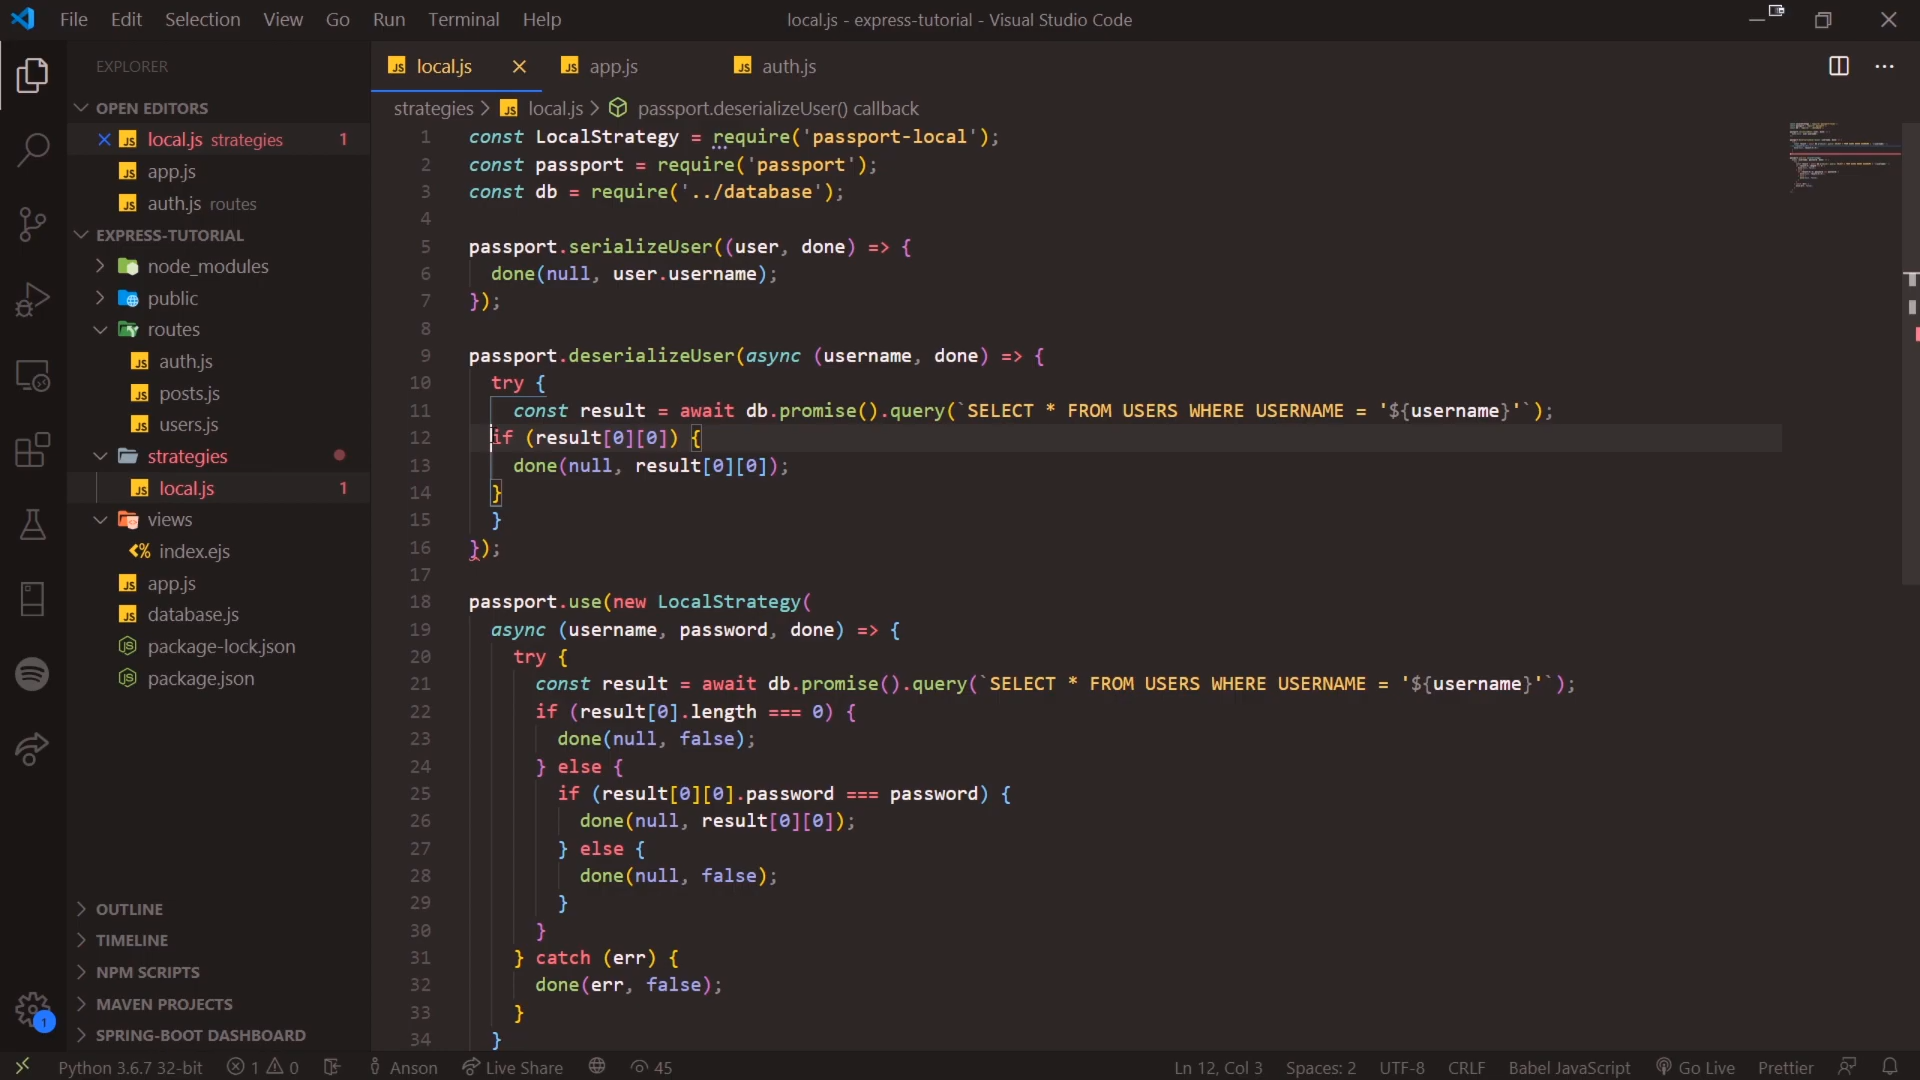 File Edit Selection View Go Run Terminal Help
local.js - express-tutorial - Visual Studio Code
EXPLORER
OPEN EDITORS
local.js strategies 1
app.js
auth.js routes
EXPRESS-TUTORIAL
node_modules
public
routes
auth.js
posts.js
users.js
strategies
local.js 1
views
index.ejs
app.js
database.js
package-lock.json
package.json
OUTLINE
TIMELINE
NPM SCRIPTS
MAVEN PROJECTS
SPRING-BOOT DASHBOARD
local.js app.js auth.js
strategies > local.js > passport.deserializeUser() callback
1 const LocalStrategy = require('passport-local');
2 const passport = require('passport');
3 const db = require('../database');
4
5 passport.serializeUser((user, done) => {
6 done(null, user.username);
7 });
8
9 passport.deserializeUser(async (username, done) => {
10 try {
11 const result = await db.promise().query(`SELECT * FROM USERS WHERE USERNAME = '${username}'`);
12 if (result[0][0]) {
13 done(null, result[0][0]);
14 }
15 }
16 });
17
18 passport.use(new LocalStrategy(
19 async (username, password, done) => {
20 try {
21 const result = await db.promise().query(`SELECT * FROM USERS WHERE USERNAME = '${username}'`);
22 if (result[0].length === 0) {
23 done(null, false);
24 } else {
25 if (result[0][0].password === password) {
26 done(null, result[0][0]);
27 } else {
28 done(null, false);
29 }
30 }
31 } catch (err) {
32 done(err, false);
33 }
34 }
1
Python 3.6.7 32-bit 1 0 Anson Live Share 45 Ln 12, Col 3 Spaces: 2 UTF-8 CRLF Babel JavaScript Go Live Prettier